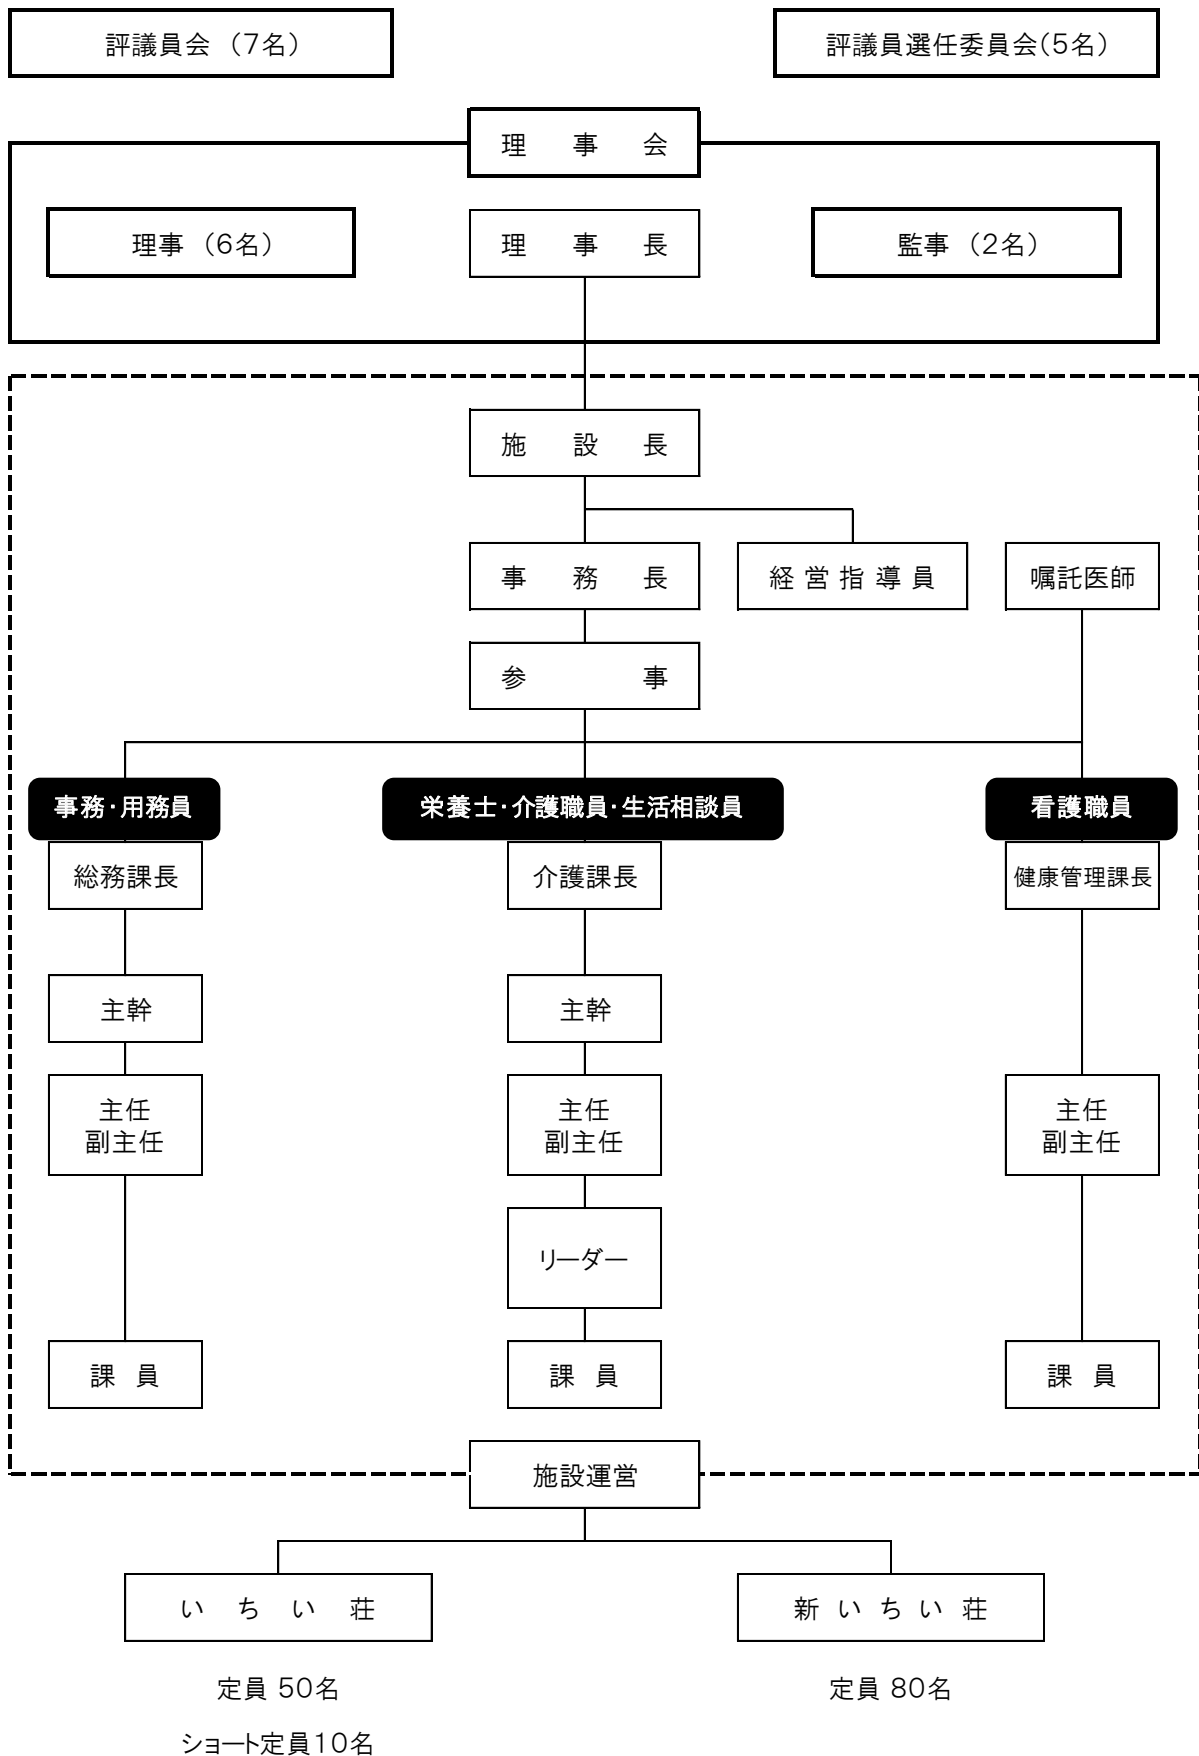 評議員会 （7名）
評議員選任委員会（5名）
理 事 会
理事 （6名）
理 事 長
監事 （2名）
施 設 長
事 務 長
経 営 指 導 員
嘱託医師
参 事
事務・用務員
栄養士・介護職員・生活相談員
看護職員
総務課長
介護課長
健康管理課長
主幹
主幹
主任
副主任
主任
副主任
主任
副主任
リーダー
課 員
課 員
課 員
施設運営
い ち い 荘
新 い ち い 荘
定員 50名
定員 80名
ショート定員10名